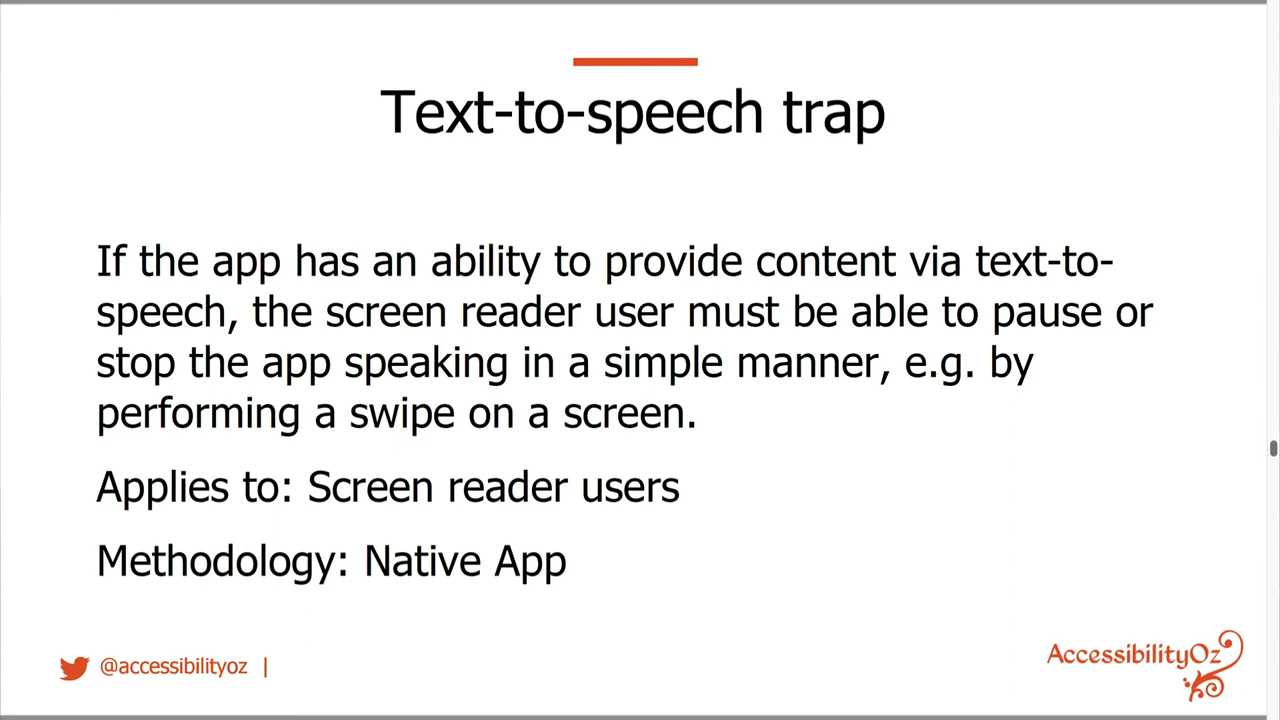 Text-to-speech trap
If the app has an ability to provide content via text-to-
speech, the screen reader user must be able to pause or
stop the app speaking in a simple manner, e.g. by
performing a swipe on a screen.
Applies to: Screen reader users
Methodology: Native App
@accessibilityoz |
AccessibilityOz